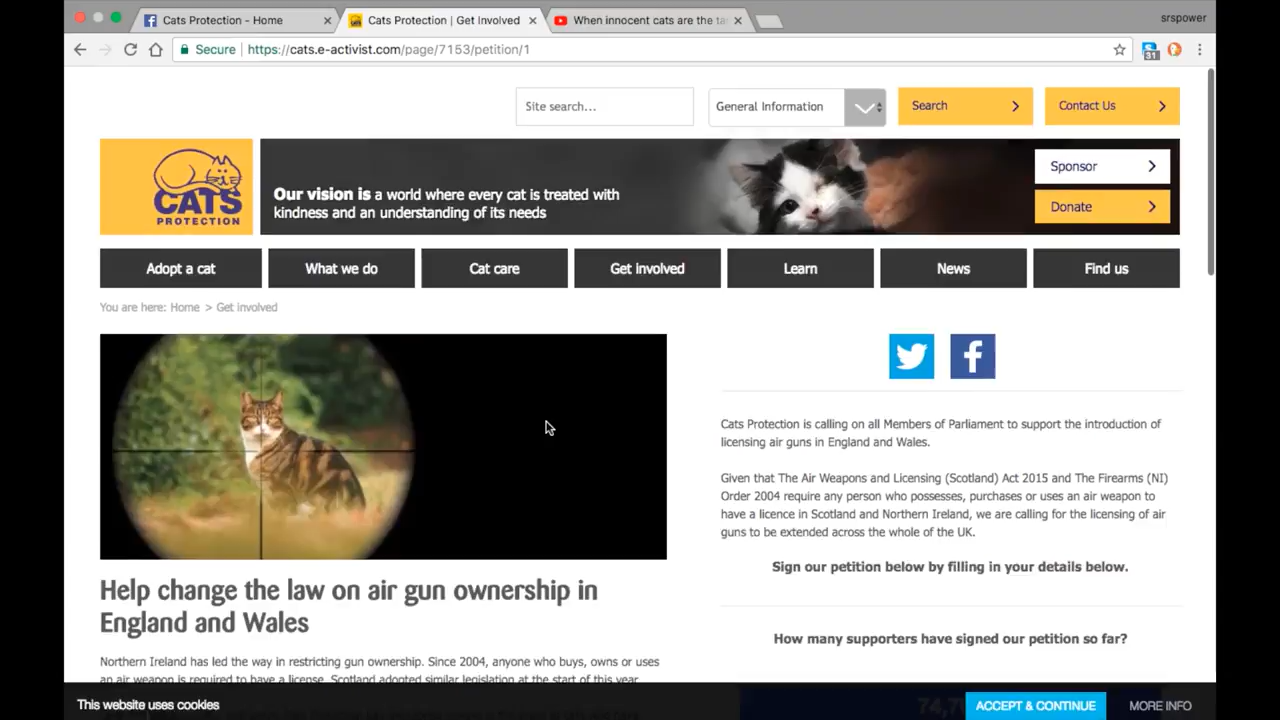 Cats Protection - Home
Cats Protection | Get Involved
When innocent cats are the ta
srspower
Secure
https://cats.e-activist.com/page/7153/petition/1
31
Site search...
General Information
Search
Contact Us
CATS
PROTECTION
Our vision is a world where every cat is treated with
kindness and an understanding of its needs
Sponsor
Donate
Adopt a cat
What we do
Cat care
Get involved
Learn
News
Find us
You are here: Home > Get involved
Cats Protection is calling on all Members of Parliament to support the introduction of
licensing air guns in England and Wales.
Given that The Air Weapons and Licensing (Scotland) Act 2015 and The Firearms (NI)
Order 2004 require any person who possesses, purchases or uses an air weapon to
have a licence in Scotland and Northern Ireland, we are calling for the licensing of air
guns to be extended across the whole of the UK.
Sign our petition below by filling in your details below.
How many supporters have signed our petition so far?
Help change the law on air gun ownership in
England and Wales
Northern Ireland has led the way in restricting gun ownership. Since 2004, anyone who buys, owns or uses
an air weapon is required to have a license. Scotland adopted similar legislation at the start of this year
This website uses cookies
ACCEPT & CONTINUE
MORE INFO